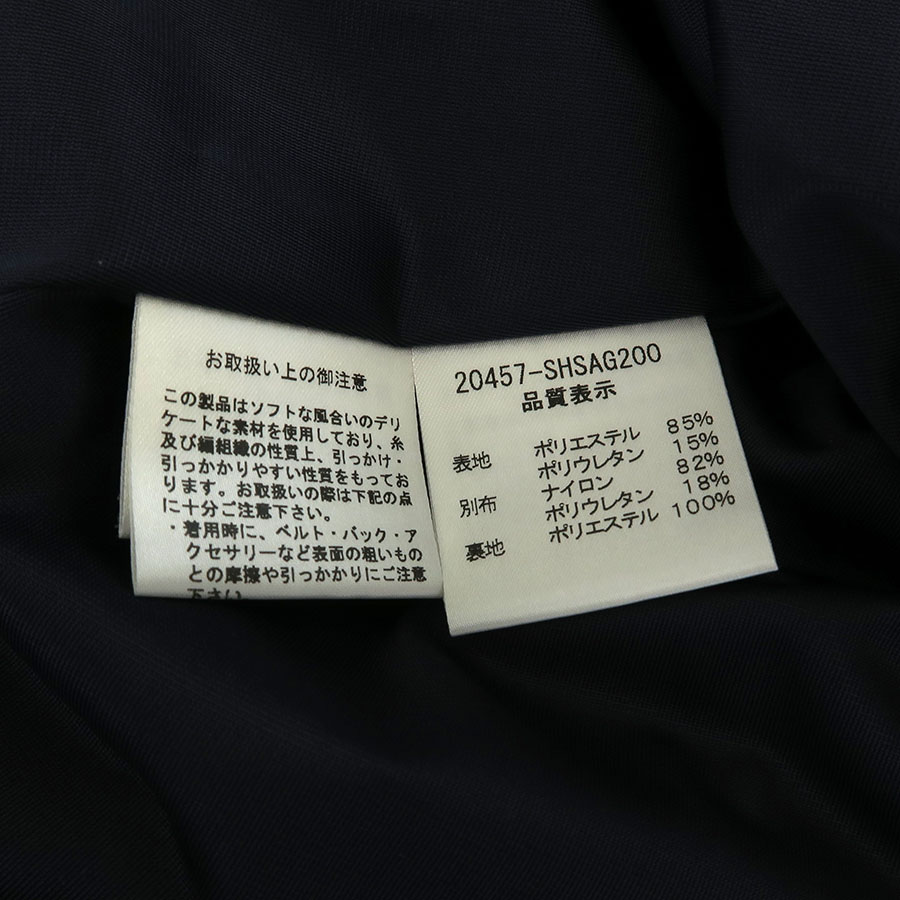 お取扱い上の御注意
この製品はソフトな風合いのデリ
ケートな素材を使用しており、糸
及び編組織の性質上、引っかけ・
引っかかりやすい性質をもってお
ります。お取扱いの際は下記の点
に十分ご注意下さい。
・着用時に、ベルト・バック・ア
クセサリーなど表面の粗いもの
との摩擦や引っかかりにご注意
下さい。
20457-SHSAG200
品質表示
表地 ポリエステル 85%
ポリウレタン 15%
別布 ナイロン 82%
ポリウレタン 18%
裏地 ポリエステル 100%